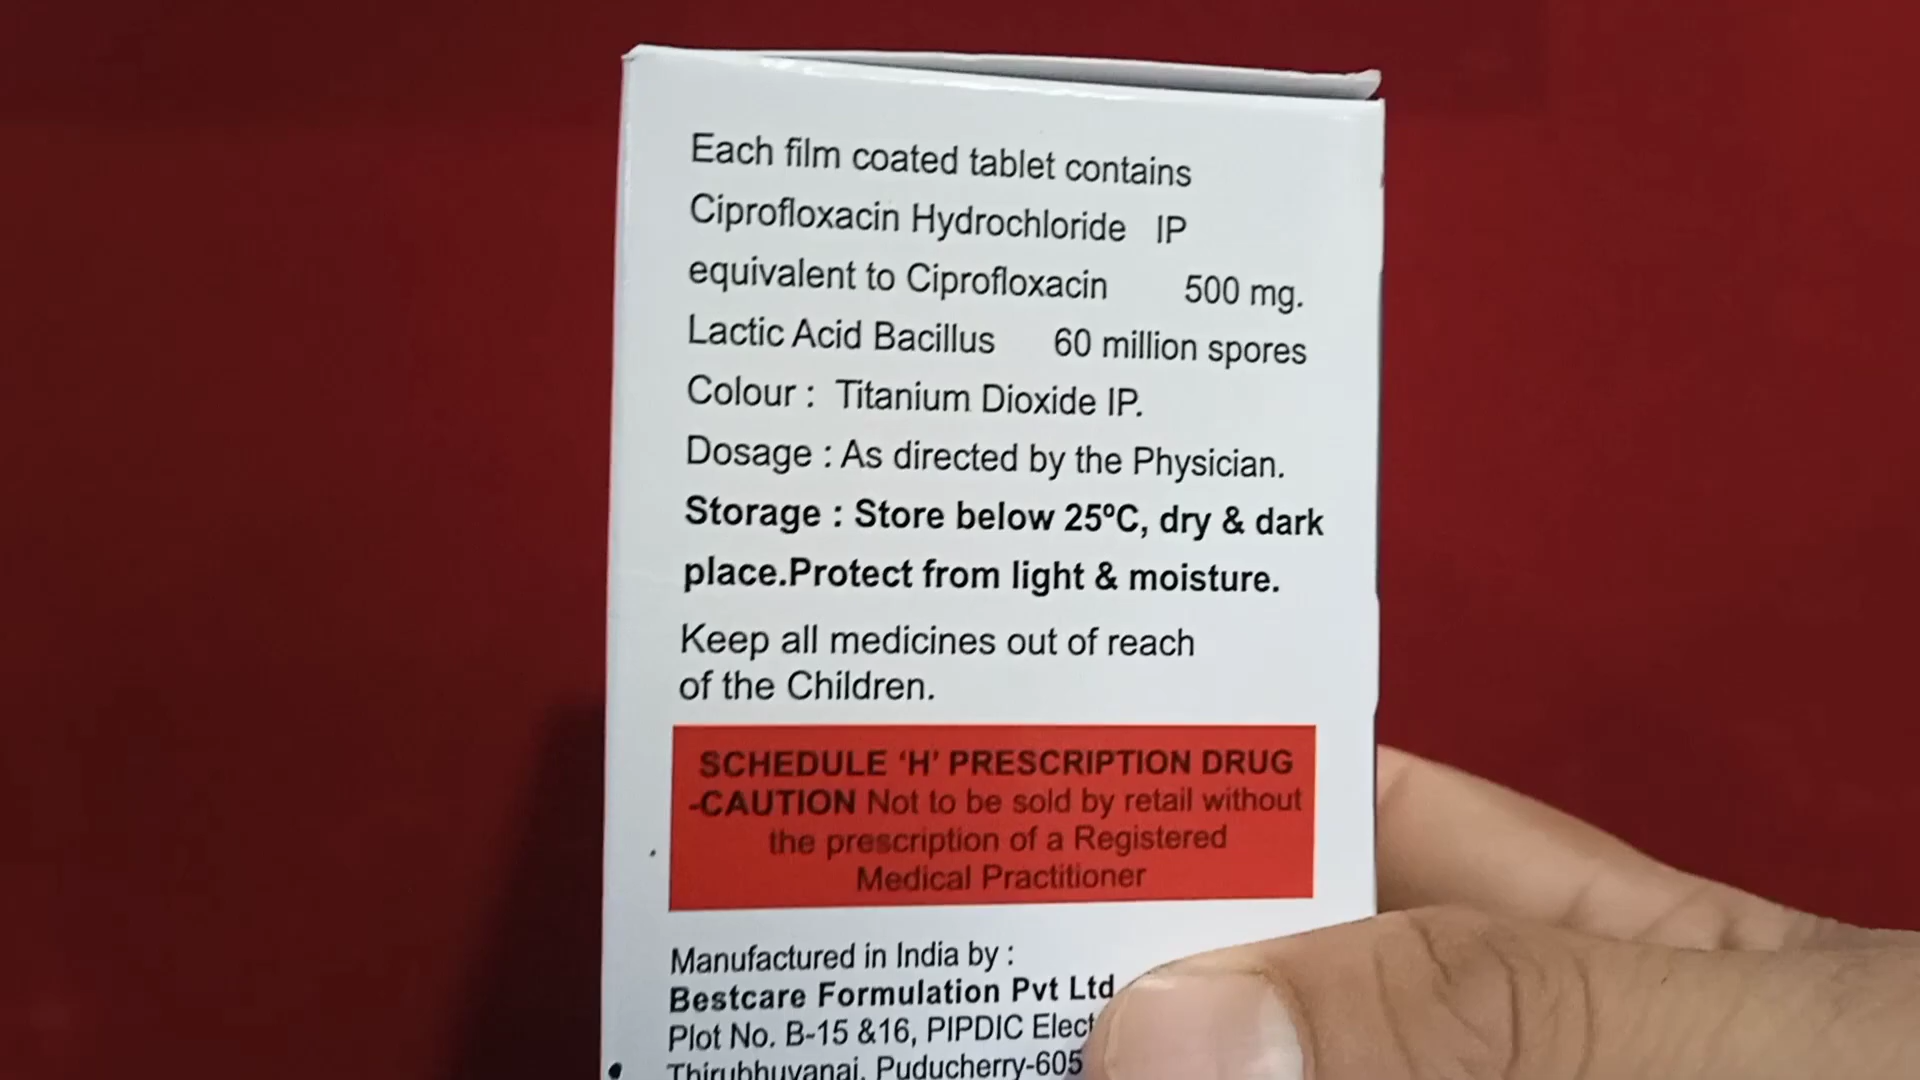 Each film coated tablet contains
Ciprofloxacin Hydrochloride IP
equivalent to Ciprofloxacin 500 mg.
Lactic Acid Bacillus 60 million spores
Colour : Titanium Dioxide IP.
Dosage : As directed by the Physician.
Storage : Store below 25ºC, dry & dark
place.Protect from light & moisture.
Keep all medicines out of reach
of the Children.
SCHEDULE ‘H’ PRESCRIPTION DRUG
-CAUTION Not to be sold by retail without
the prescription of a Registered
Medical Practitioner
Manufactured in India by :
Bestcare Formulation Pvt Ltd
Plot No. B-15 &16, PIPDIC
Thirubhuvanai, Puducherry-605